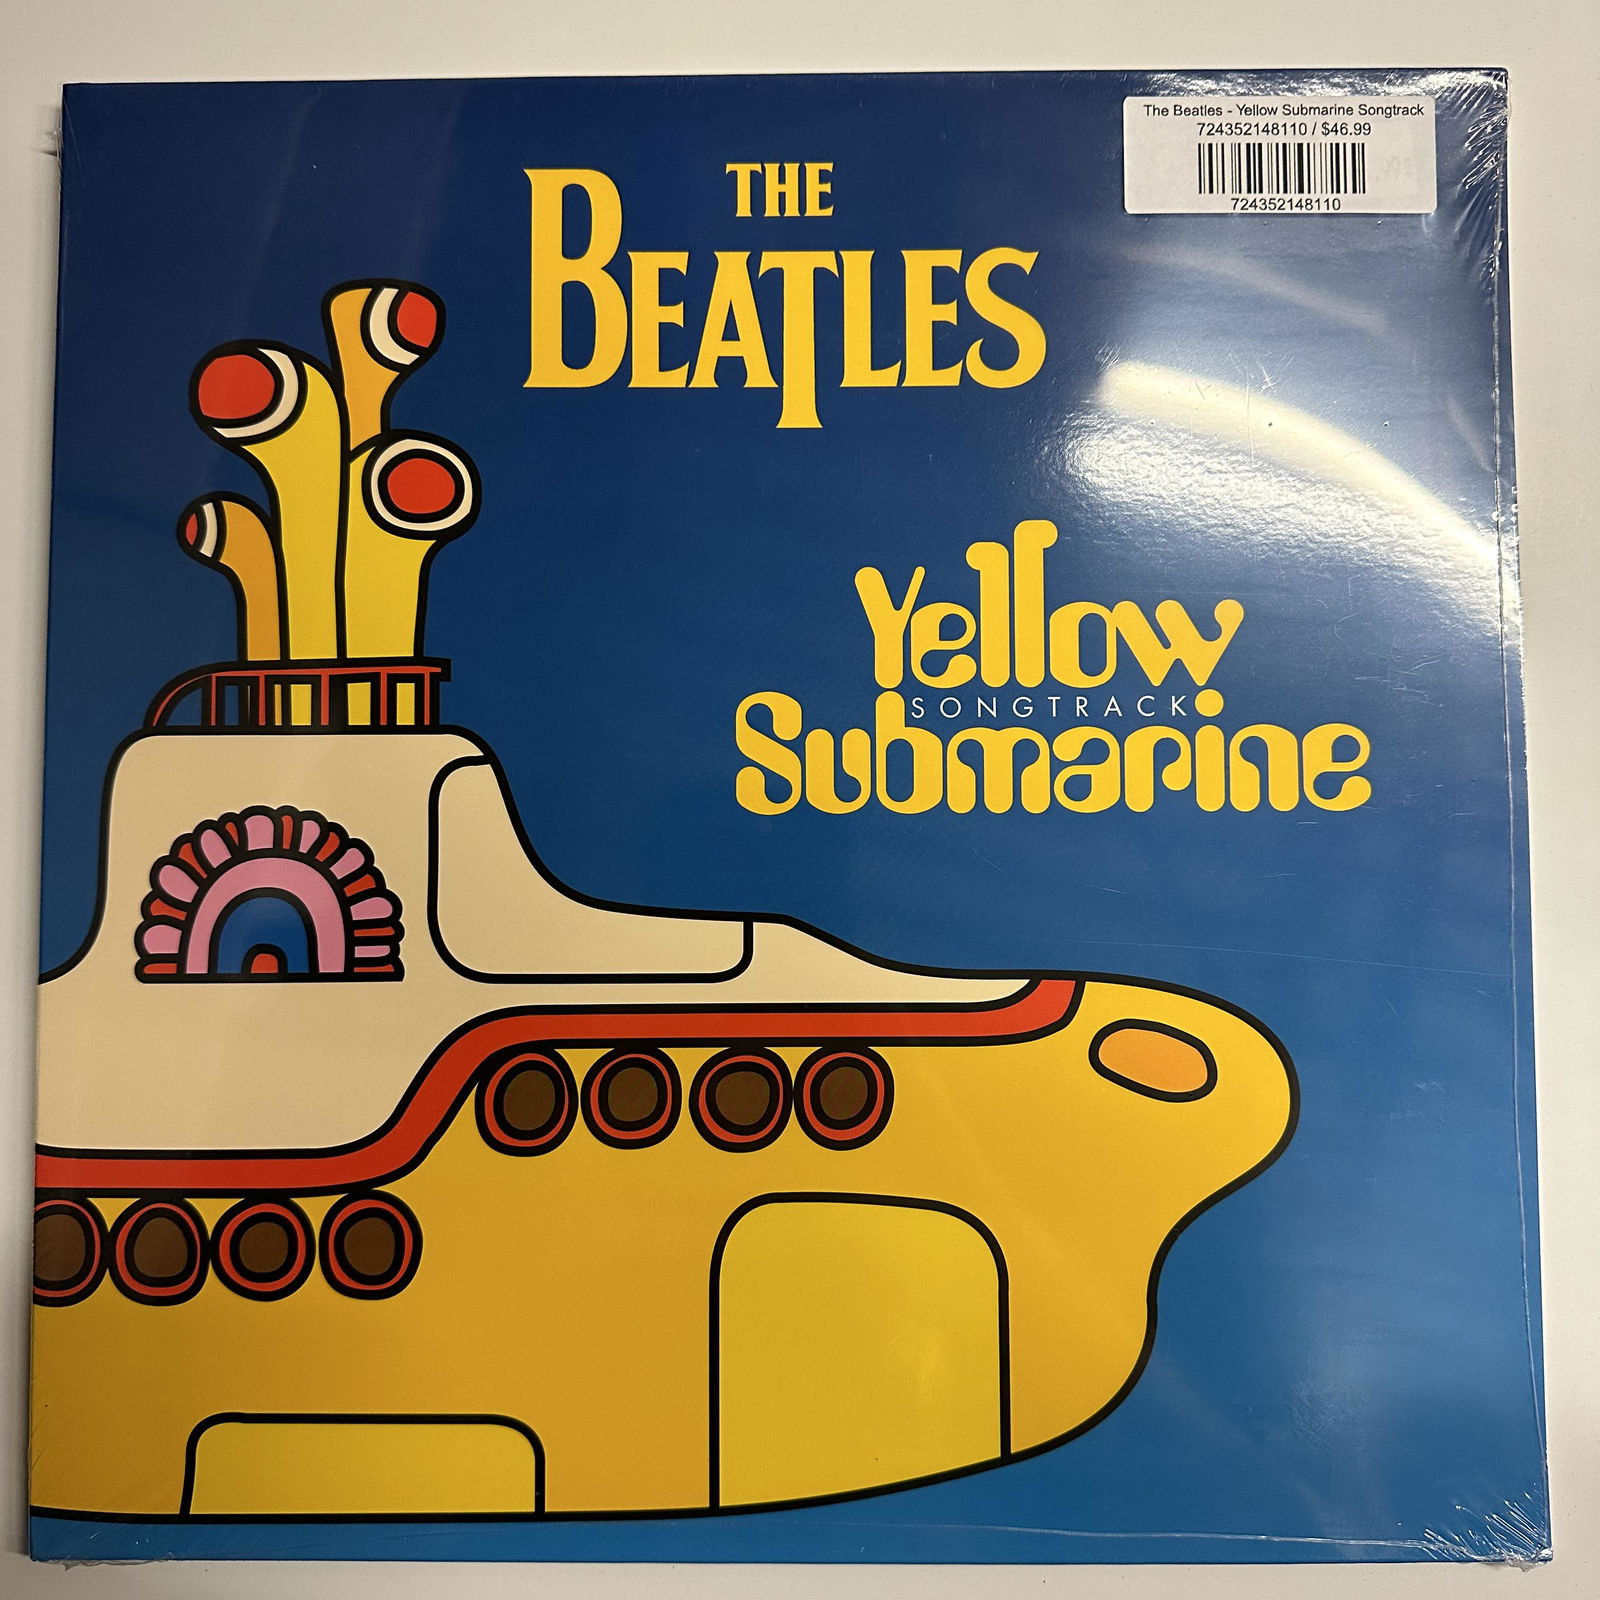 The Beatles - Yellow Submarine Songtrack
724352148110 / $46.99
724352148110
THE
BEATLES
Yellow
SONGTRACK
Submarine